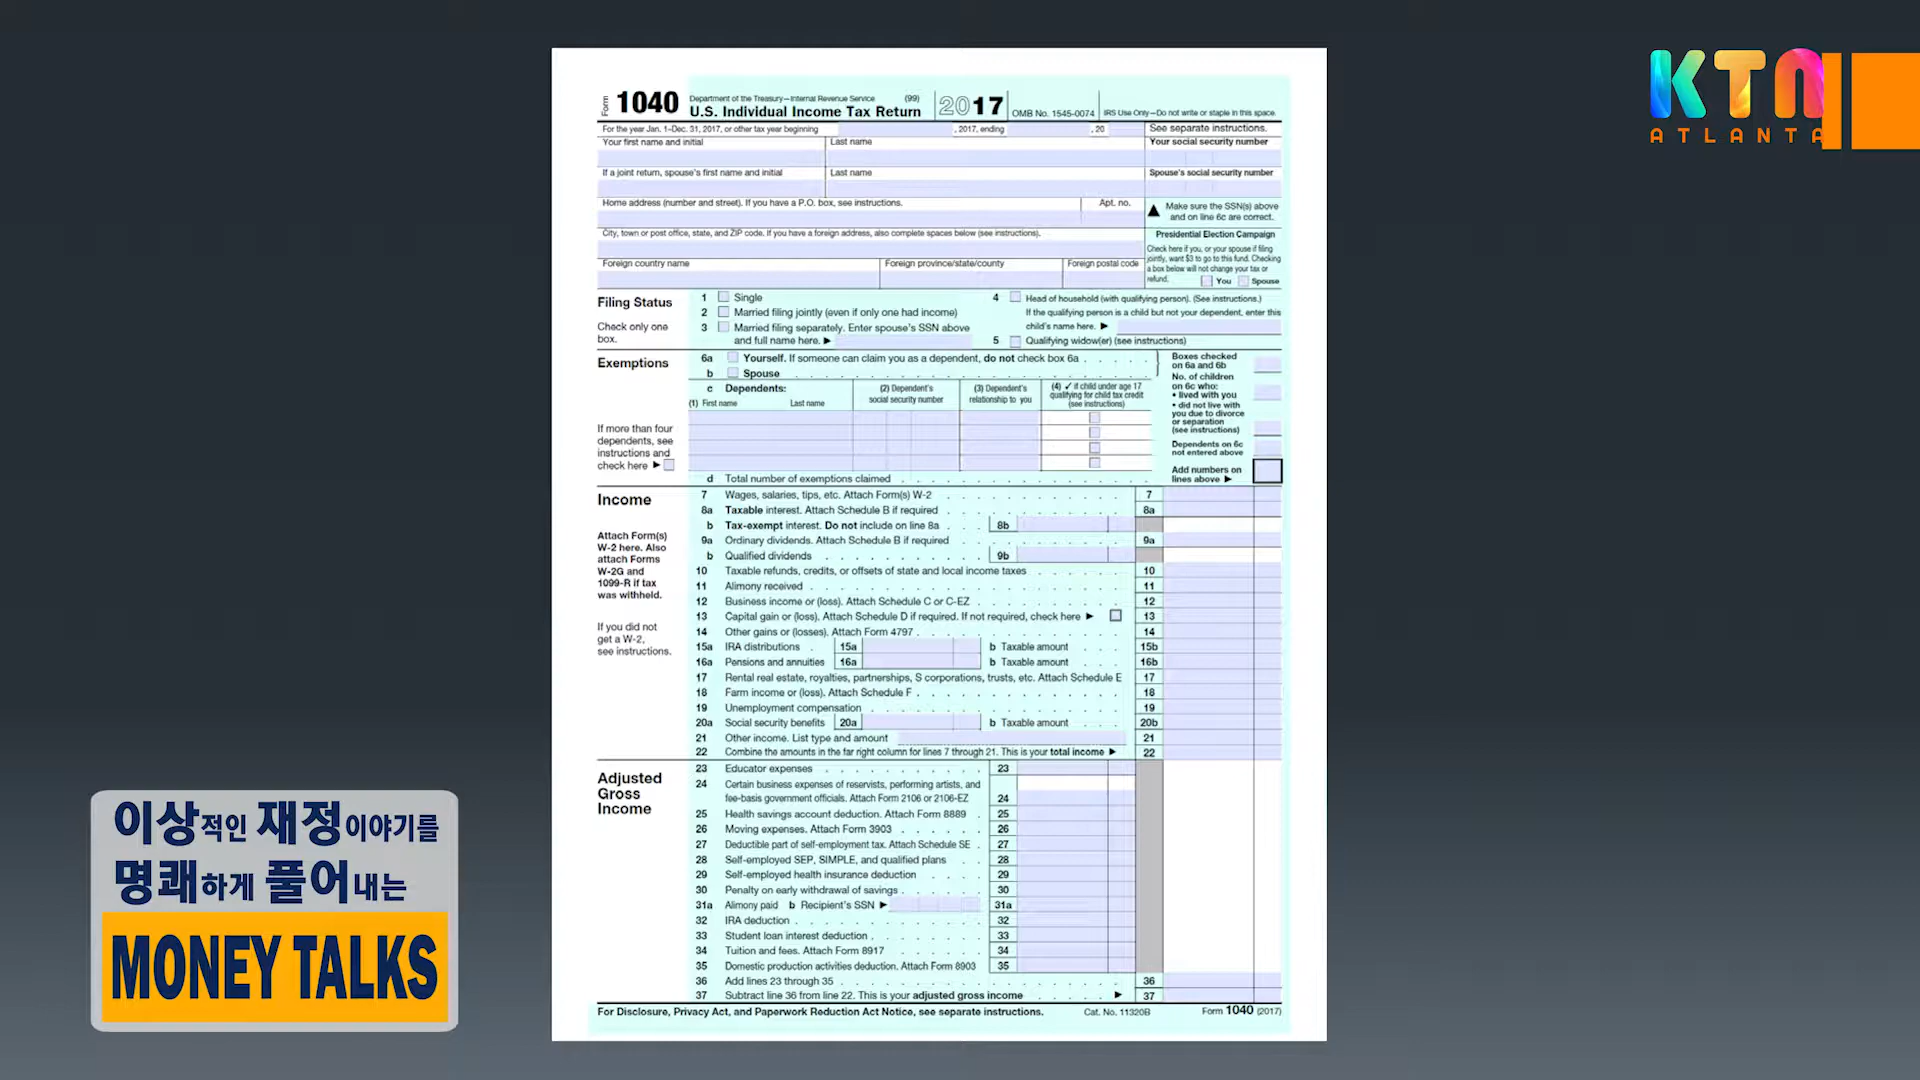 KTN
ATLANTA
Form 1040 Department of the Treasury—Internal Revenue Service (99)
U.S. Individual Income Tax Return 2017 OMB No. 1545-0074 IRS Use Only—Do not write or staple in this space.
For the year Jan. 1–Dec. 31, 2017, or other tax year beginning , 2017, ending , 20 See separate instructions.
Your first name and initial Last name Your social security number
If a joint return, spouse's first name and initial Last name Spouse's social security number
Home address (number and street). If you have a P.O. box, see instructions. Apt. no.
▲ Make sure the SSN(s) above
and on line 6c are correct.
City, town or post office, state, and ZIP code. If you have a foreign address, also complete spaces below (see instructions).
Foreign country name Foreign province/state/county Foreign postal code
Presidential Election Campaign
Check here if you, or your spouse if filing
jointly, want $3 to go to this fund. Checking
a box below will not change your tax or
refund. You Spouse
Filing Status
Check only one
box.
1 Single
2 Married filing jointly (even if only one had income)
3 Married filing separately. Enter spouse's SSN above
and full name here. ▶
4 Head of household (with qualifying person). (See instructions.)
If the qualifying person is a child but not your dependent, enter this
child's name here. ▶
5 Qualifying widow(er) (see instructions)
Exemptions
6a Yourself. If someone can claim you as a dependent, do not check box 6a
b Spouse
c Dependents:
(1) First name Last name
(2) Dependent's
social security number
(3) Dependent's
relationship to you
(4) ✓ if child under age 17
qualifying for child tax credit
(see instructions)
If more than four
dependents, see
instructions and
check here ▶
d Total number of exemptions claimed
Boxes checked
on 6a and 6b
No. of children
on 6c who:
• lived with you
• did not live with
you due to divorce
or separation
(see instructions)
Dependents on 6c
not entered above
Add numbers on
lines above ▶
Income
Attach Form(s)
W-2 here. Also
attach Forms
W-2G and
1099-R if tax
was withheld.
If you did not
get a W-2,
see instructions.
7 Wages, salaries, tips, etc. Attach Form(s) W-2 7
8a Taxable interest. Attach Schedule B if required 8a
b Tax-exempt interest. Do not include on line 8a 8b
9a Ordinary dividends. Attach Schedule B if required 9a
b Qualified dividends 9b
10 Taxable refunds, credits, or offsets of state and local income taxes 10
11 Alimony received 11
12 Business income or (loss). Attach Schedule C or C-EZ 12
13 Capital gain or (loss). Attach Schedule D if required. If not required, check here ▶ 13
14 Other gains or (losses). Attach Form 4797 14
15a IRA distributions 15a b Taxable amount 15b
16a Pensions and annuities 16a b Taxable amount 16b
17 Rental real estate, royalties, partnerships, S corporations, trusts, etc. Attach Schedule E 17
18 Farm income or (loss). Attach Schedule F 18
19 Unemployment compensation 19
20a Social security benefits 20a b Taxable amount 20b
21 Other income. List type and amount 21
22 Combine the amounts in the far right column for lines 7 through 21. This is your total income ▶ 22
Adjusted
Gross
Income
23 Educator expenses 23
24 Certain business expenses of reservists, performing artists, and
fee-basis government officials. Attach Form 2106 or 2106-EZ 24
25 Health savings account deduction. Attach Form 8889 25
26 Moving expenses. Attach Form 3903 26
27 Deductible part of self-employment tax. Attach Schedule SE 27
28 Self-employed SEP, SIMPLE, and qualified plans 28
29 Self-employed health insurance deduction 29
30 Penalty on early withdrawal of savings 30
31a Alimony paid b Recipient's SSN ▶ 31a
32 IRA deduction 32
33 Student loan interest deduction 33
34 Tuition and fees. Attach Form 8917 34
35 Domestic production activities deduction. Attach Form 8903 35
36 Add lines 23 through 35 36
37 Subtract line 36 from line 22. This is your adjusted gross income ▶ 37
For Disclosure, Privacy Act, and Paperwork Reduction Act Notice, see separate instructions. Cat. No. 11320B Form 1040 (2017)
이상적인 재정이야기를
명쾌하게 풀어내는
MONEY TALKS